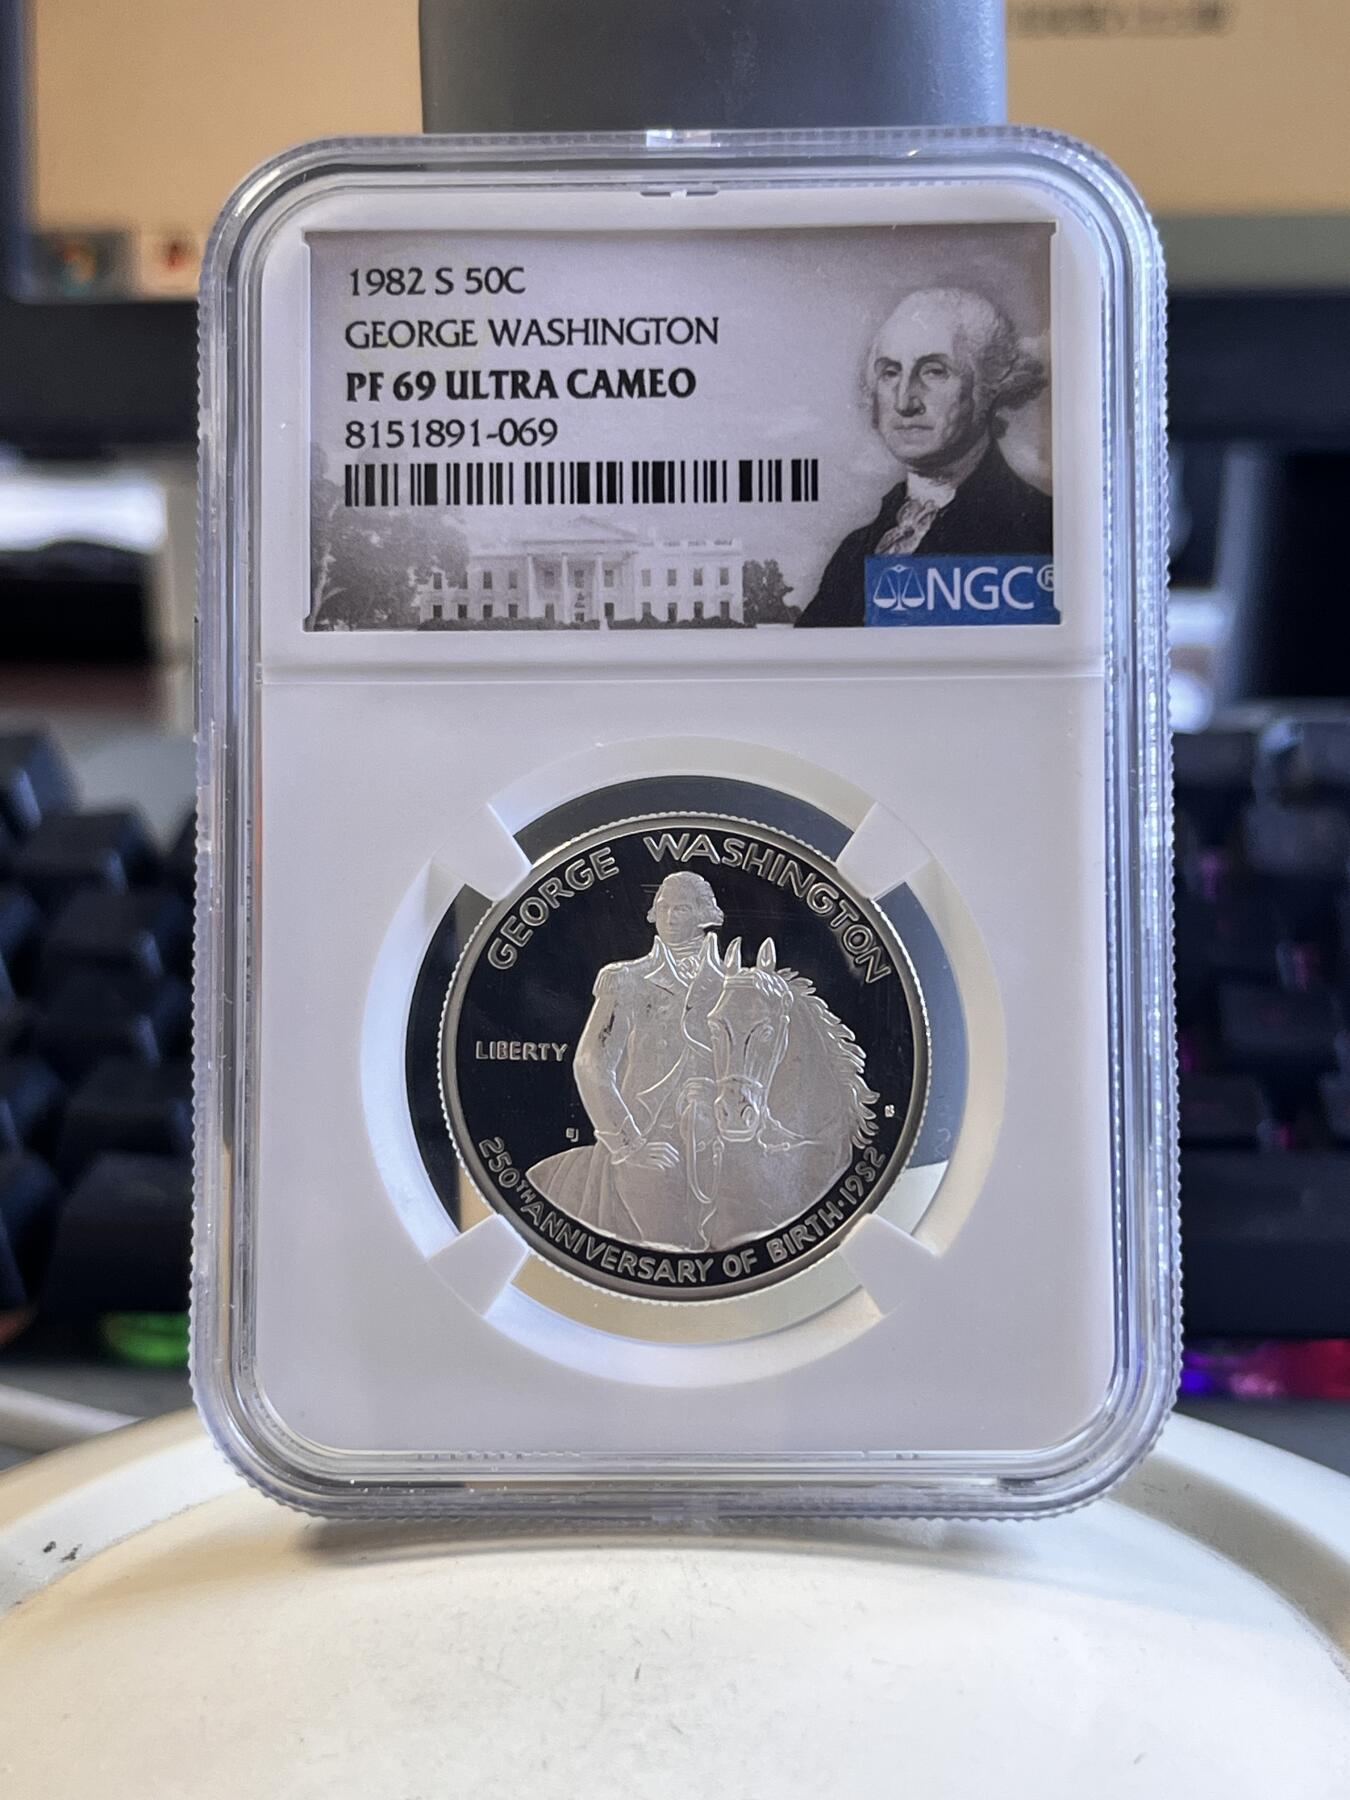 1982 S 50C
GEORGE WASHINGTON
PF 69 ULTRA CAMEO
8151891-069
NGC®
GEORGE WASHINGTON
LIBERTY
EJ
250TH ANNIVERSARY OF BIRTH·1982